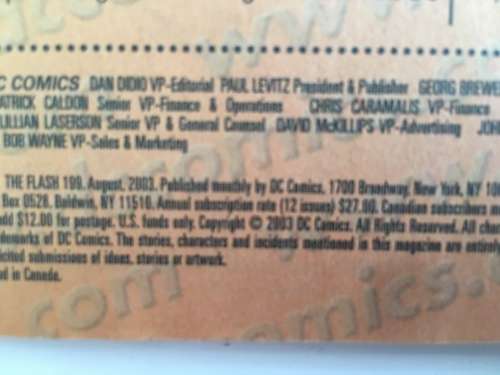 DC COMICS DAN DIDIO VP-Editorial PAUL LEVITZ President & Publisher GEORG BREWE
ATRICK CALDON Senior VP-Finance & Operations CHRIS CARAMALIS VP-Finance
LILLIAN LASERSON Senior VP & General Counsel DAVID McKILLIPS VP-Advertising JO
BOB WAYNE VP-Sales & Marketing
THE FLASH 199. August, 2003. Published monthly by DC Comics, 1700 Broadway, New York, NY 10
Box 0528, Baldwin, NY 11510. Annual subscription rate (12 issues) $27.00. Canadian subscribers m
add $12.00 for postage. U.S. funds only. Copyright © 2003 DC Comics. All Rights Reserved. All char
demarks of DC Comics. The stories, characters and incidents mentioned in this magazine are entirely
icited submissions of ideas, stories or artwork.
ed in Canada.